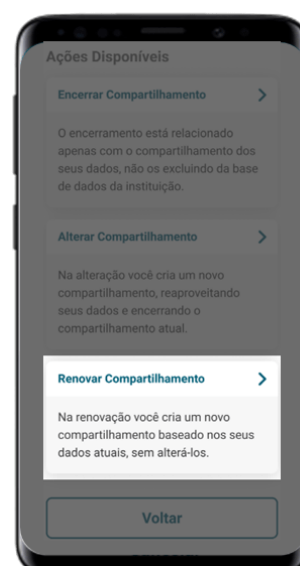 Ações Disponíveis
Encerrar Compartilhamento
O encerramento está relacionado
apenas com o compartilhamento dos
seus dados, não os excluindo da base
de dados da instituição.
Alterar Compartilhamento
Na alteração você cria um novo
compartilhamento, reaproveitando
seus dados e encerrando o
compartilhamento atual.
Renovar Compartilhamento
Na renovação você cria um novo
compartilhamento baseado nos seus
dados atuais, sem alterá-los.
Voltar